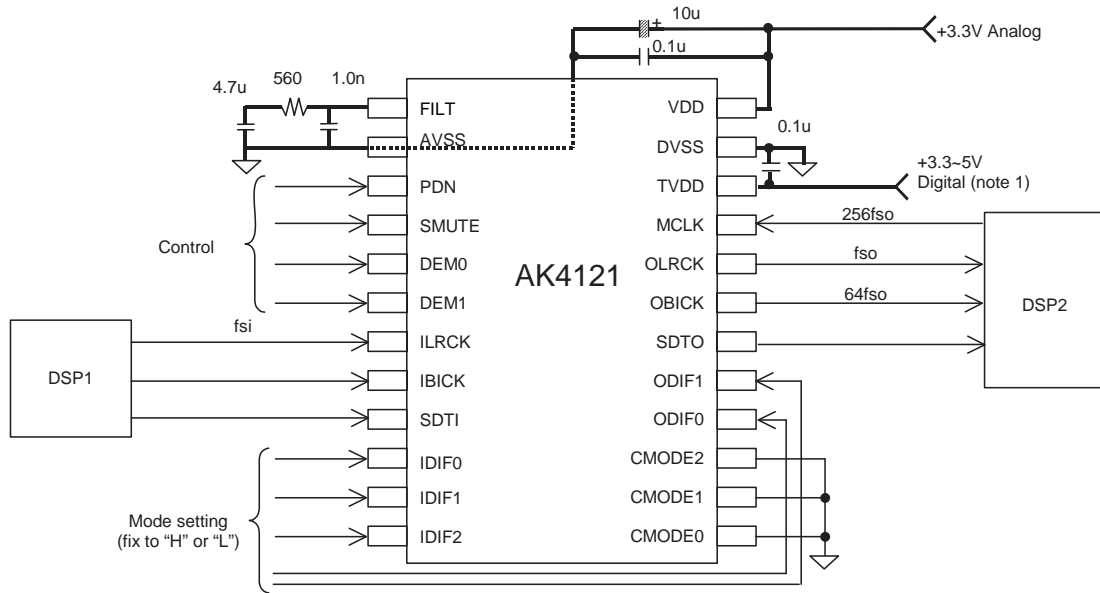 10u
+
+3.3V Analog
0.1u
4.7u
560
1.0n
FILT
VDD
AVSS
DVSS
0.1u
+3.3~5V
Digital (note 1)
PDN
TVDD
SMUTE
MCLK
256fso
Control
DEM0
AK4121
OLRCK
fso
DEM1
OBICK
64fso
DSP2
fsi
ILRCK
SDTO
DSP1
IBICK
ODIF1
SDTI
ODIF0
IDIF0
CMODE2
IDIF1
CMODE1
Mode setting
(fix to “H” or “L”)
IDIF2
CMODE0